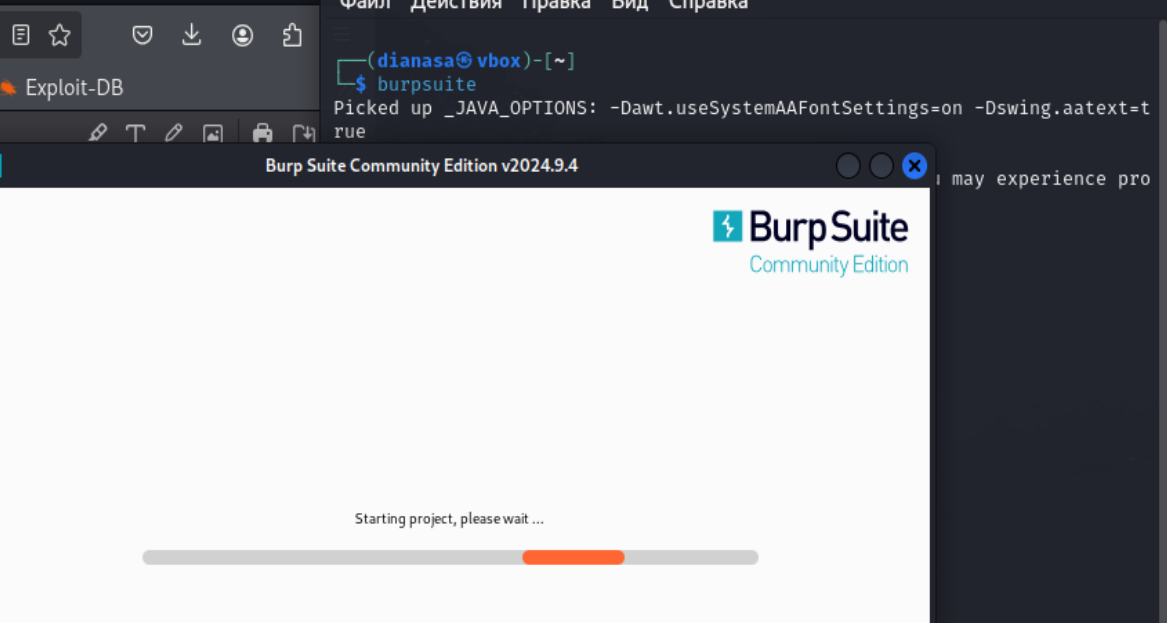 Файл Действия Правка Вид Справка
Exploit-DB
(dianasa㉿vbox)-[~]
$ burpsuite
Picked up _JAVA_OPTIONS: -Dawt.useSystemAAFontSettings=on -Dswing.aatext=t
rue
may experience pro
Burp Suite Community Edition v2024.9.4
Burp Suite
Community Edition
Starting project, please wait ...